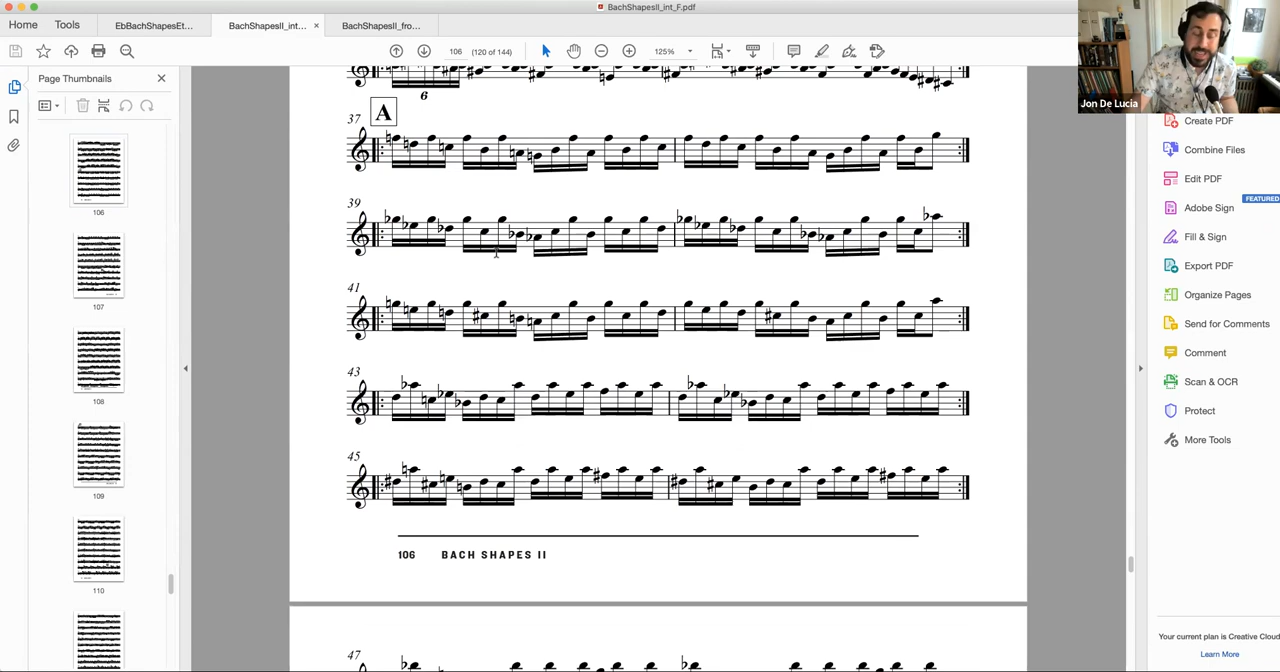 BachShapesII_int_F.pdf
Home Tools EbBachShapesEt... BachShapesII_int... × BachShapesII_fro...
106 (120 of 144) 125%
Page Thumbnails
Jon De Lucia
Create PDF
Combine Files
Edit PDF
Adobe Sign
FEATURED
Fill & Sign
Export PDF
Organize Pages
Send for Comments
Comment
Scan & OCR
Protect
More Tools
Your current plan is Creative Cloud
Learn More
106
107
108
109
110
6
A
37
39
41
43
45
106 BACH SHAPES II
47